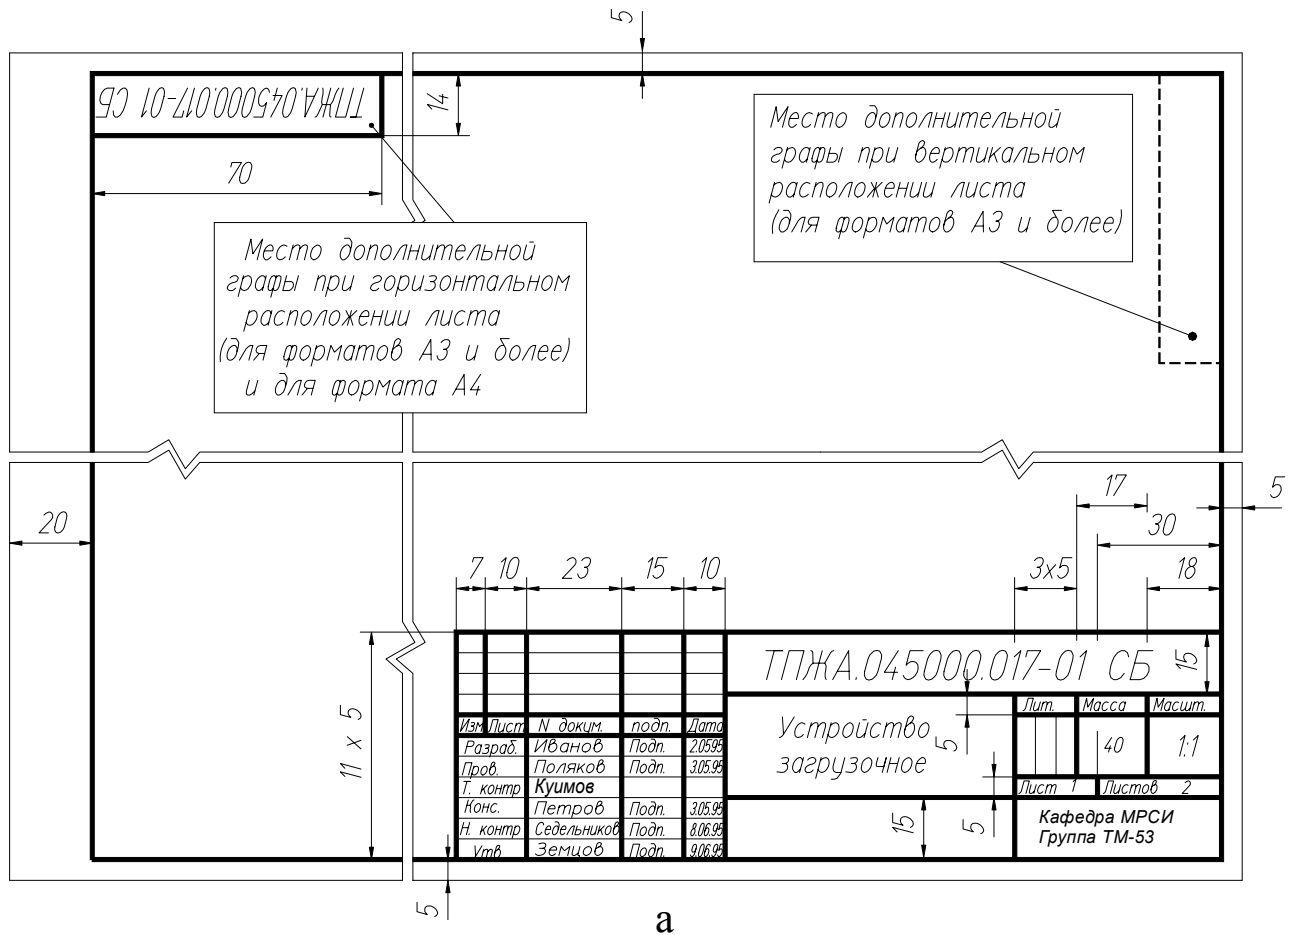 5
ТПЖА.045000.017-01 СБ
14
70
Место дополнительной
графы при вертикальном
расположении листа
(для форматов А3 и более)
Место дополнительной
графы при горизонтальном
расположении листа
(для форматов А3 и более)
и для формата А4
20
17
5
30
7 10 23 15 10 3х5 18
11 х 5
ТПЖА.045000.017-01 СБ
15
Изм Лист N докум. подп. Дата
Разраб. Иванов Подп. 2.05.95
Пров. Поляков Подп. 3.05.95
Т. контр Куимов
Конс. Петров Подп. 3.05.95
Н. контр Седельников Подп. 8.06.95
Утв Земцов Подп. 9.06.95
Устройство
загрузочное
5
Лит. Масса Масшт.
40 1:1
Лист 1 Листов 2
15
5
Кафедра МРСИ
Группа ТМ-53
5
а